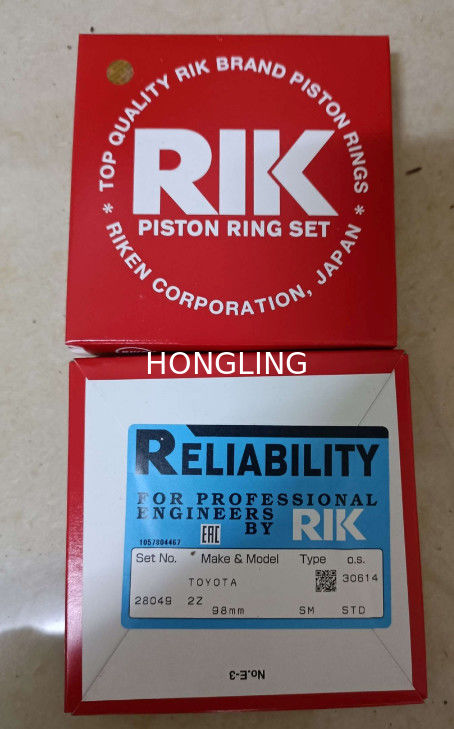 * TOP QUALITY RIK BRAND PISTON RINGS *
RIK
PISTON RING SET
RIKEN CORPORATION, JAPAN
HONGLING
RELIABILITY
FOR PROFESSIONAL
ENGINEERS
BY RIK
1057804467
EAC
Set No. Make & Model Type O.S.
TOYOTA 30614
28049 2Z
98mm SM STD
No.E-3